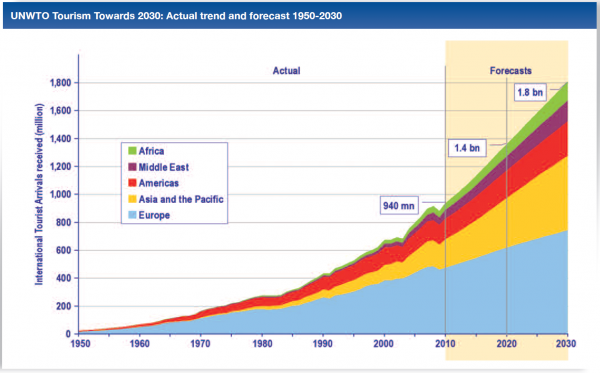 UNWTO Tourism Towards 2030: Actual trend and forecast 1950-2030
Actual
Forecasts
International Tourist Arrivals received (million)
1,800
1,600
1,400
1,200
1,000
800
600
400
200
0
1.8 bn
1.4 bn
940 mn
Africa
Middle East
Americas
Asia and the Pacific
Europe
1950 1960 1970 1980 1990 2000 2010 2020 2030